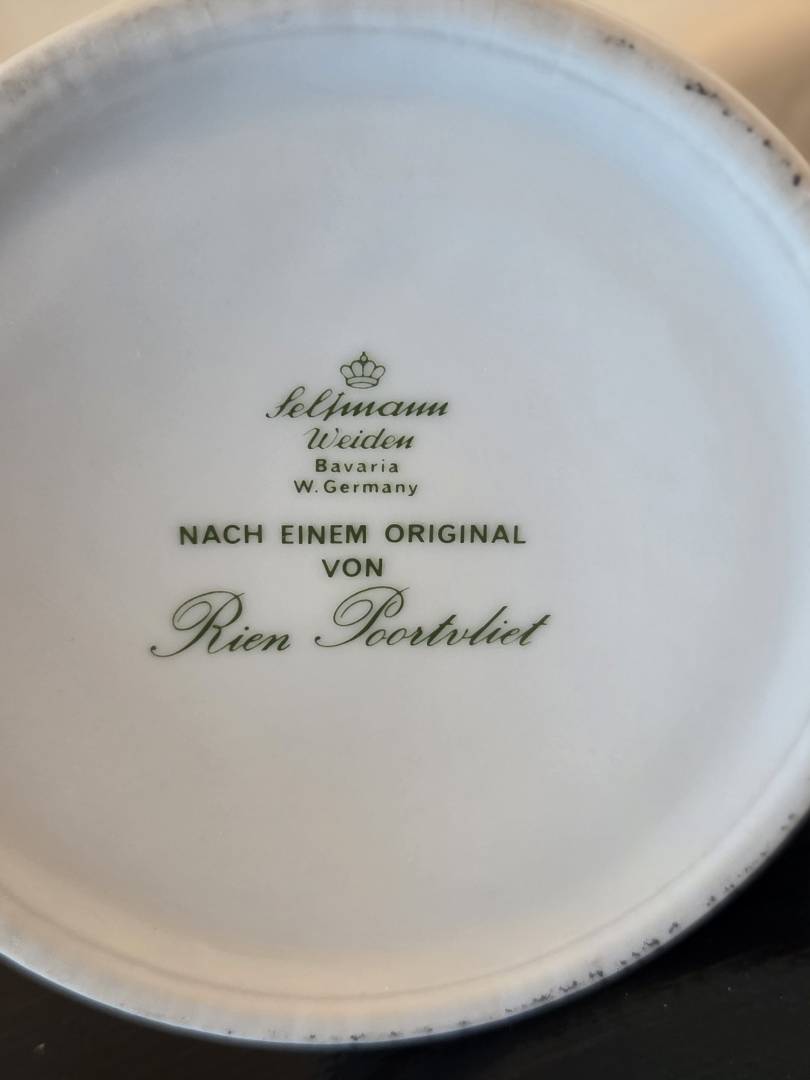 Seltmann
Weiden
Bavaria
W. Germany
NACH EINEM ORIGINAL
VON
Rien Poortvliet